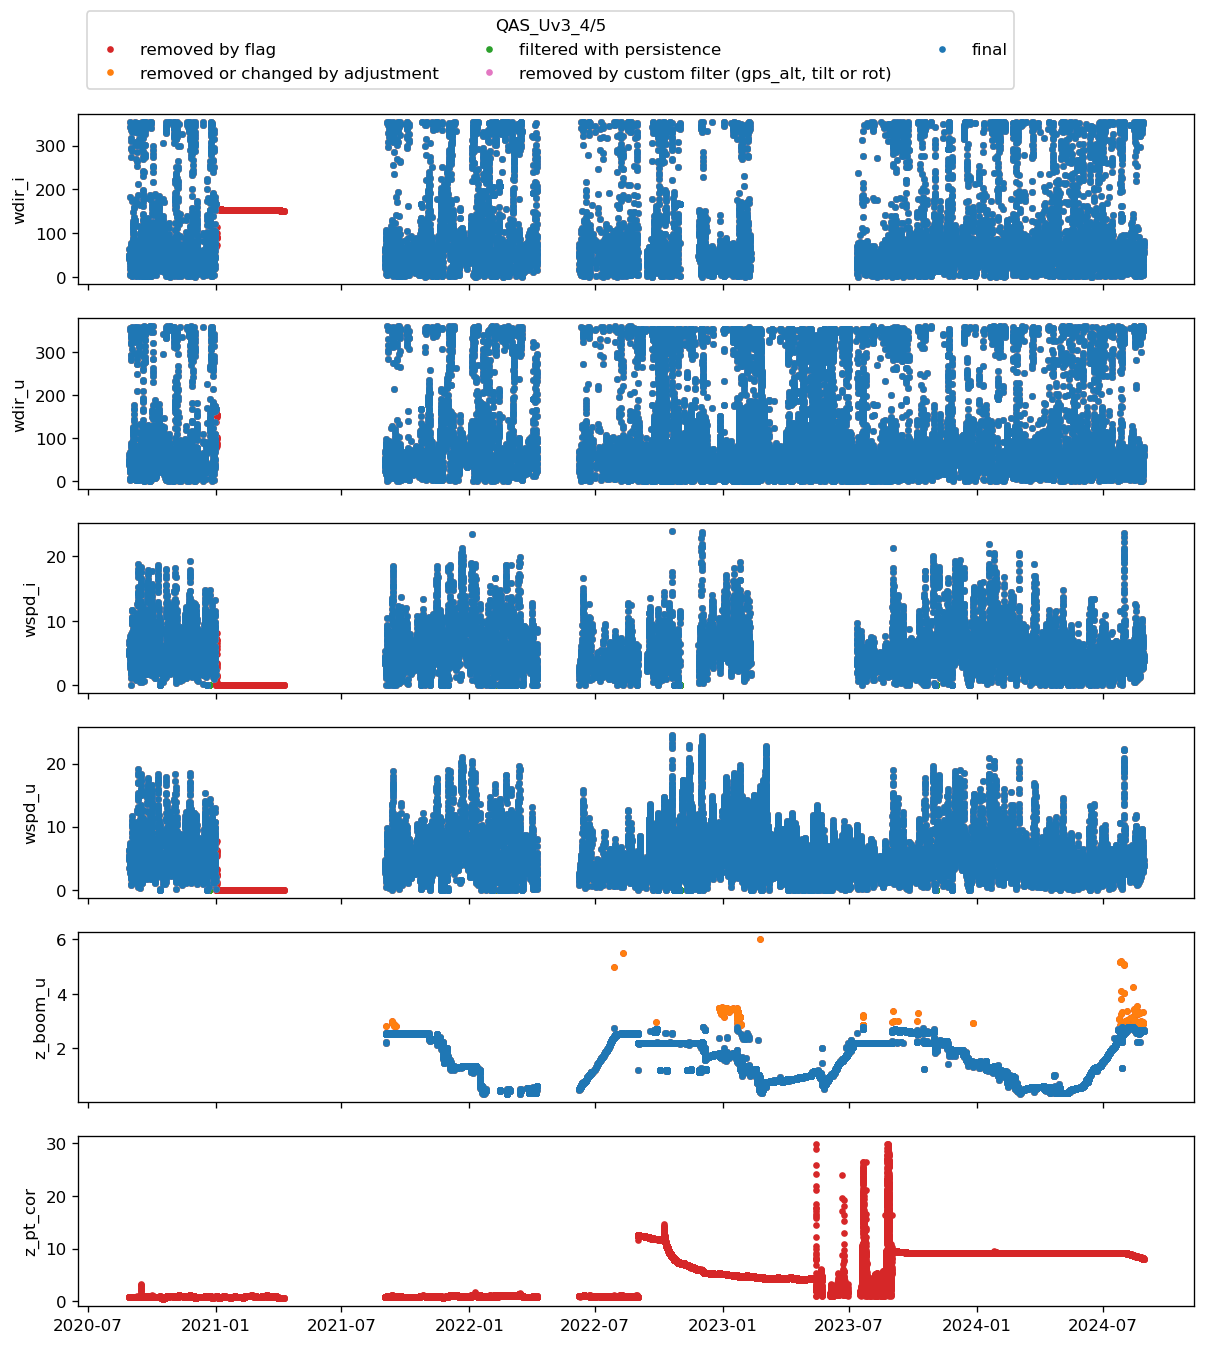 QAS_Uv3_4/5
removed by flag
filtered with persistence
final
removed or changed by adjustment
removed by custom filter (gps_alt, tilt or rot)
300
200
100
0
wdir_i
300
200
100
0
wdir_u
20
10
0
wspd_i
20
10
0
wspd_u
6
4
2
z_boom_u
30
20
10
0
z_pt_cor
2020-07
2021-01
2021-07
2022-01
2022-07
2023-01
2023-07
2024-01
2024-07